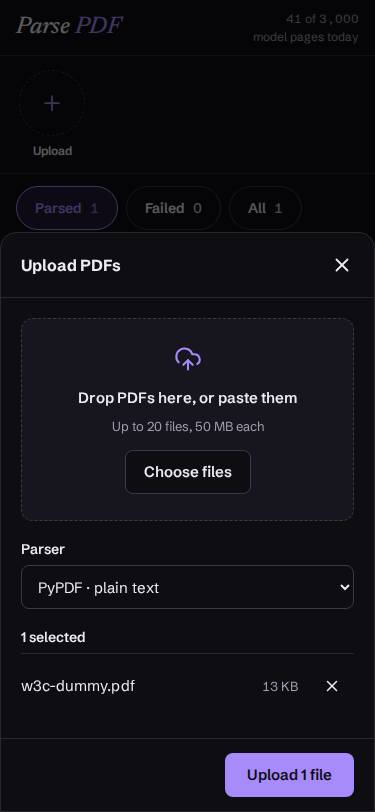 Parse PDF
41 of 3,000
model pages today
Upload
Parsed 1
Failed 0
All 1
Upload PDFs
Drop PDFs here, or paste them
Up to 20 files, 50 MB each
Choose files
Parser
PyPDF · plain text
1 selected
w3c-dummy.pdf 13 KB
Upload 1 file